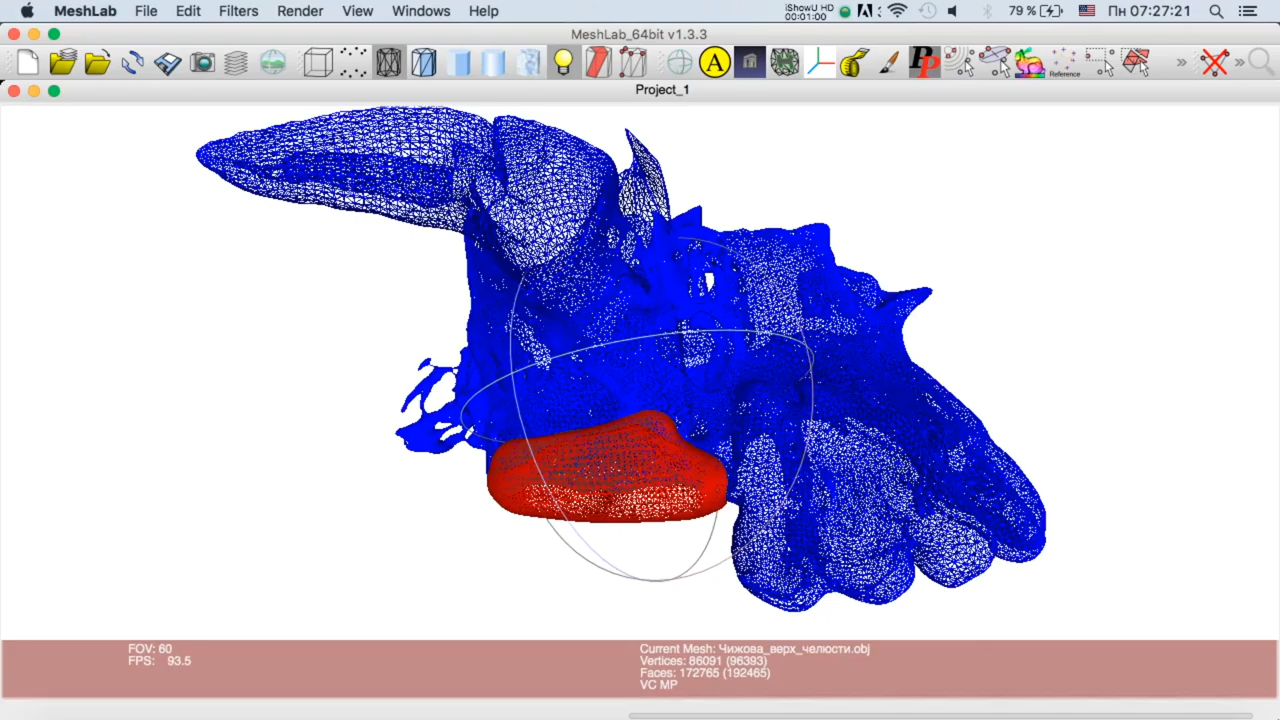 MeshLab File Edit Filters Render View Windows Help
iShowU HD
00:01:00
79 %
Пн 07:27:21
MeshLab_64bit v1.3.3
A
PP
Reference
Project_1
FOV: 60
FPS: 93.5
Current Mesh: Чижова_верх_челюсти.obj
Vertices: 86091 (96393)
Faces: 172765 (192465)
VC MP